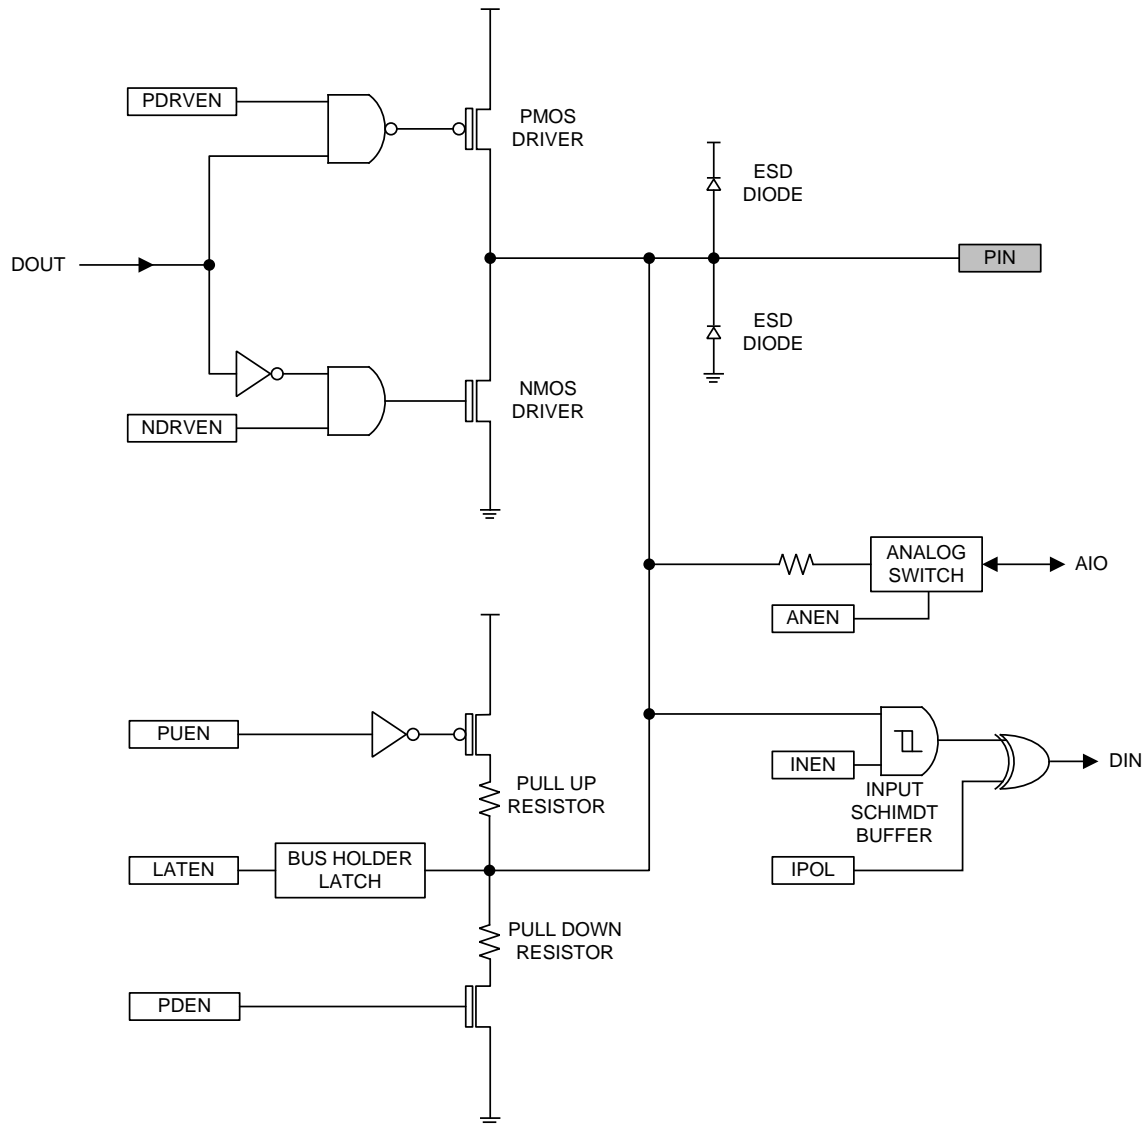 PDRVEN
PMOS
DRIVER
ESD
DIODE
DOUT
PIN
ESD
DIODE
NMOS
DRIVER
NDRVEN
ANALOG
SWITCH
AIO
ANEN
PUEN
INEN
DIN
PULL UP
RESISTOR
INPUT
SCHIMDT
BUFFER
LATEN
BUS HOLDER
LATCH
IPOL
PULL DOWN
RESISTOR
PDEN